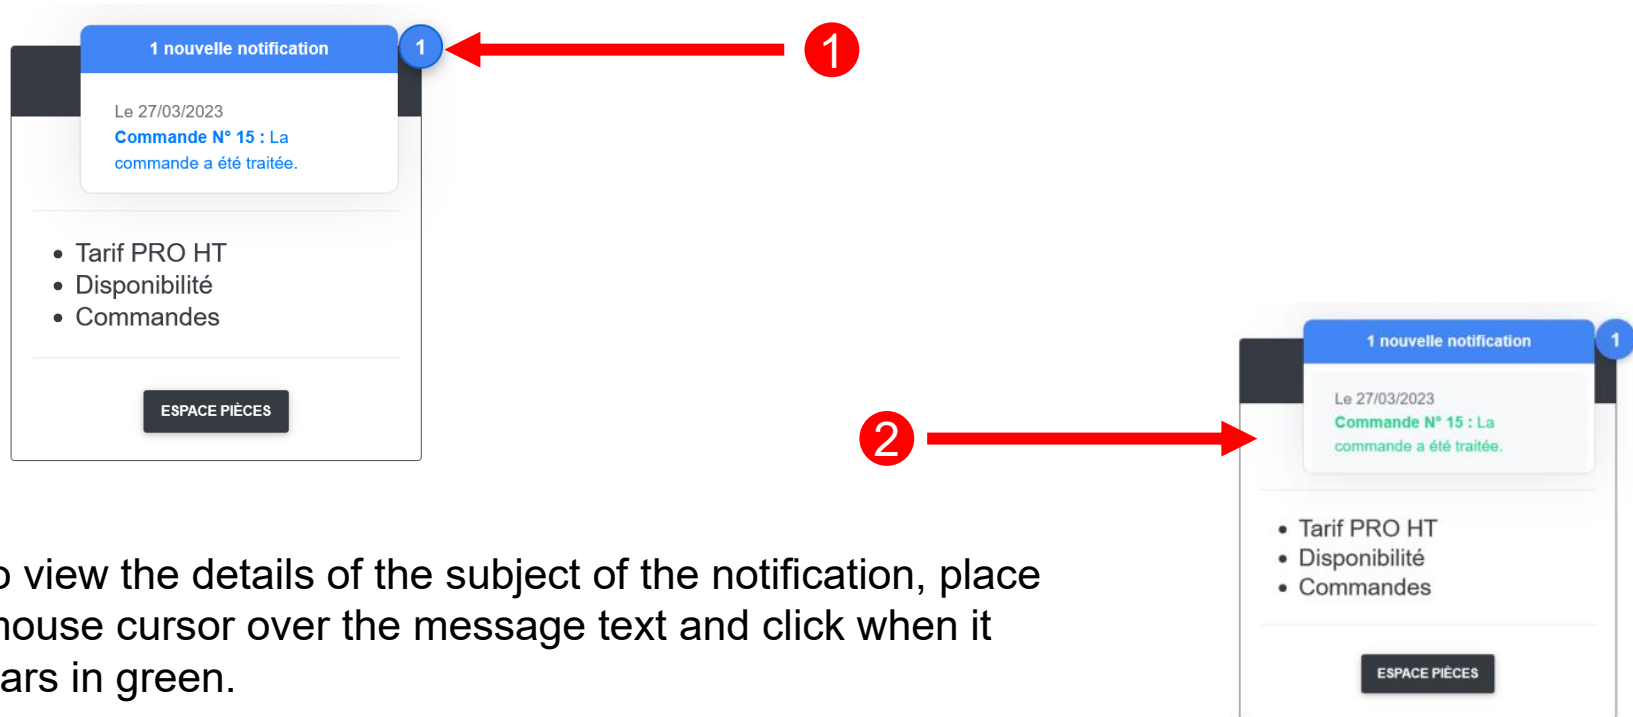 1 nouvelle notification
1
1
Le 27/03/2023
Commande N° 15 : La
commande a été traitée.
Tarif PRO HT
Disponibilité
Commandes
ESPACE PIÈCES
2
1 nouvelle notification
1
Le 27/03/2023
Commande N° 15 : La
commande a été traitée.
Tarif PRO HT
Disponibilité
Commandes
ESPACE PIÈCES
view the details of the subject of the notification, place
mouse cursor over the message text and click when it
in green.